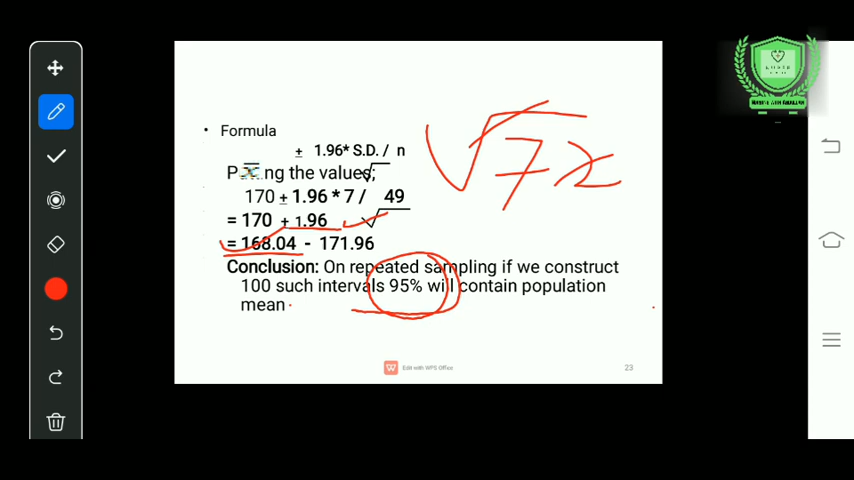 • Formula
± 1.96* S.D. / √n
P x̅ ng the values;
170 ± 1.96 * 7 / √49
= 170 ± 1.96
= 168.04 - 171.96
Conclusion: On repeated sampling if we construct
100 such intervals 95% will contain population
mean
√7
Edit with WPS Office
23